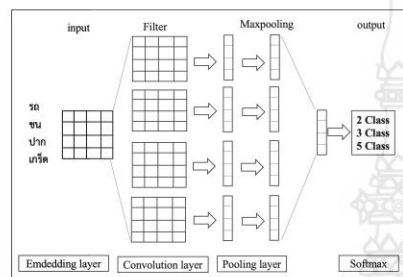 input
Filter
Maxpooling
output
รถ
ชน
ปาก
เกร็ด
2 Class
3 Class
5 Class
Emdedding layer
Convolution layer
Pooling layer
Softmax